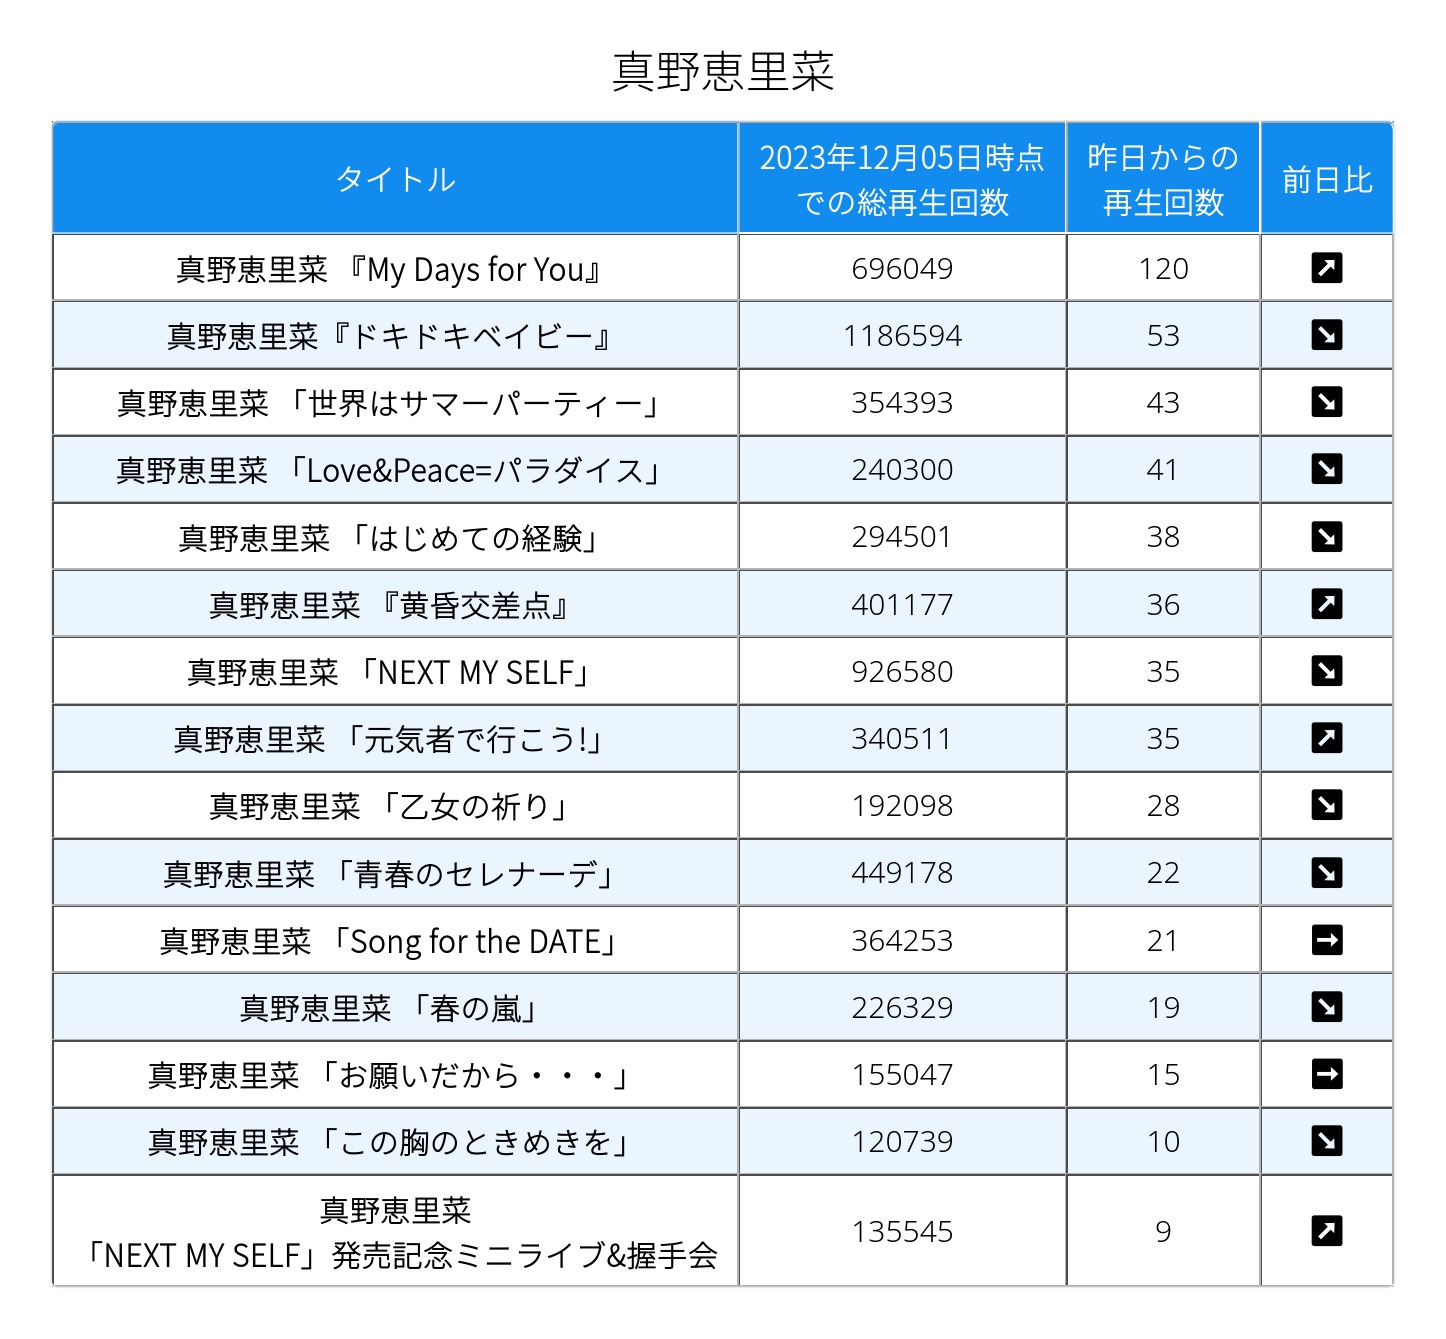 真野恵里菜
タイトル 2023年12月05日時点での総再生回数 昨日からの再生回数 前日比
真野恵里菜 『My Days for You』 696049 120 ↗
真野恵里菜『ドキドキベイビー』 1186594 53 ↘
真野恵里菜 「世界はサマーパーティー」 354393 43 ↘
真野恵里菜 「Love&Peace=パラダイス」 240300 41 ↘
真野恵里菜 「はじめての経験」 294501 38 ↘
真野恵里菜 『黄昏交差点』 401177 36 ↗
真野恵里菜 「NEXT MY SELF」 926580 35 ↘
真野恵里菜 「元気者で行こう!」 340511 35 ↗
真野恵里菜 「乙女の祈り」 192098 28 ↘
真野恵里菜 「青春のセレナーデ」 449178 22 ↘
真野恵里菜 「Song for the DATE」 364253 21 →
真野恵里菜 「春の嵐」 226329 19 ↘
真野恵里菜 「お願いだから・・・」 155047 15 →
真野恵里菜 「この胸のときめきを」 120739 10 ↘
真野恵里菜
「NEXT MY SELF」発売記念ミニライブ&握手会 135545 9 ↗